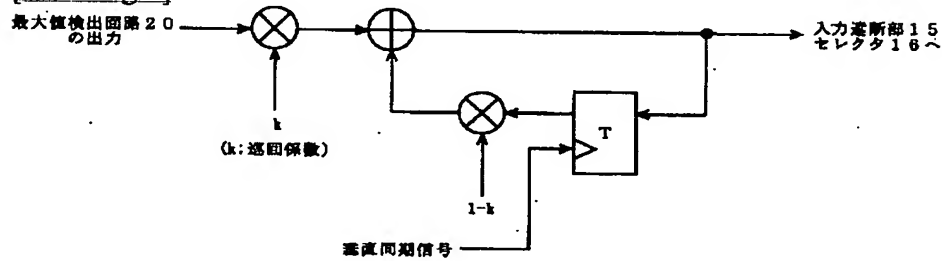 最大値検出回路20
の出力
入力遮断部15
セレクタ16へ
k
(k:巡回係数)
T
1-k
垂直同期信号